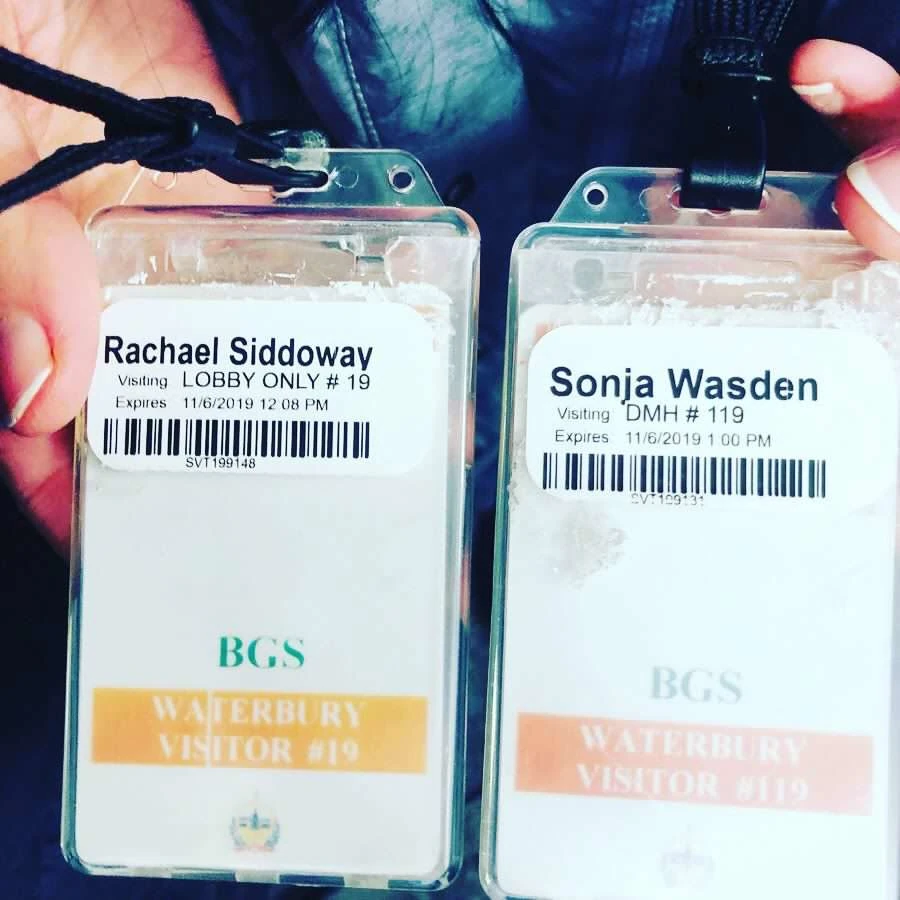 Rachael Siddoway
Visiting LOBBY ONLY # 19
Expires 11/6/2019 12:08 PM
SVT199148
BGS
WATERBURY
VISITOR #19
Sonja Wasden
Visiting DMH # 119
Expires 11/6/2019 1:00 PM
SVT199131
BGS
WATERBURY
VISITOR #119